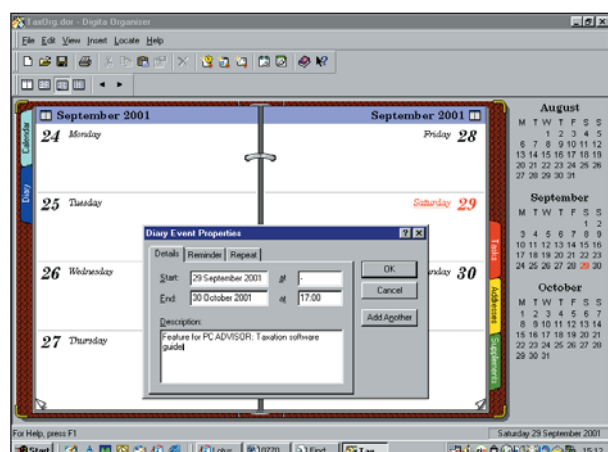 TaxOrg.dor - Digita Organiser
File Edit View Insert Locate Help
September 2001
September 2001
24 Monday
Friday 28
25 Tuesday
Saturday 29
26 Wednesday
30
27 Thursday
Calendar
Diary
Tasks
Addresses
Supplements
Diary Event Properties
Details Reminder Repeat
Start: 29 September 2001 at -
End: 30 October 2001 at 17:00
Description:
Feature for PC ADVISOR: Taxation software
guide
OK
Cancel
Add Another
August
M T W T F S S
1 2 3 4 5
6 7 8 9 10 11 12
13 14 15 16 17 18 19
20 21 22 23 24 25 26
27 28 29 30 31
September
M T W T F S S
1 2
3 4 5 6 7 8 9
10 11 12 13 14 15 16
17 18 19 20 21 22 23
24 25 26 27 28 29 30
October
M T W T F S S
1 2 3 4 5 6 7
8 9 10 11 12 13 14
15 16 17 18 19 20 21
22 23 24 25 26 27 28
29 30 31
For Help, press F1
Saturday 29 September 2001
Start Lotus 0770 Find Tax 15:12